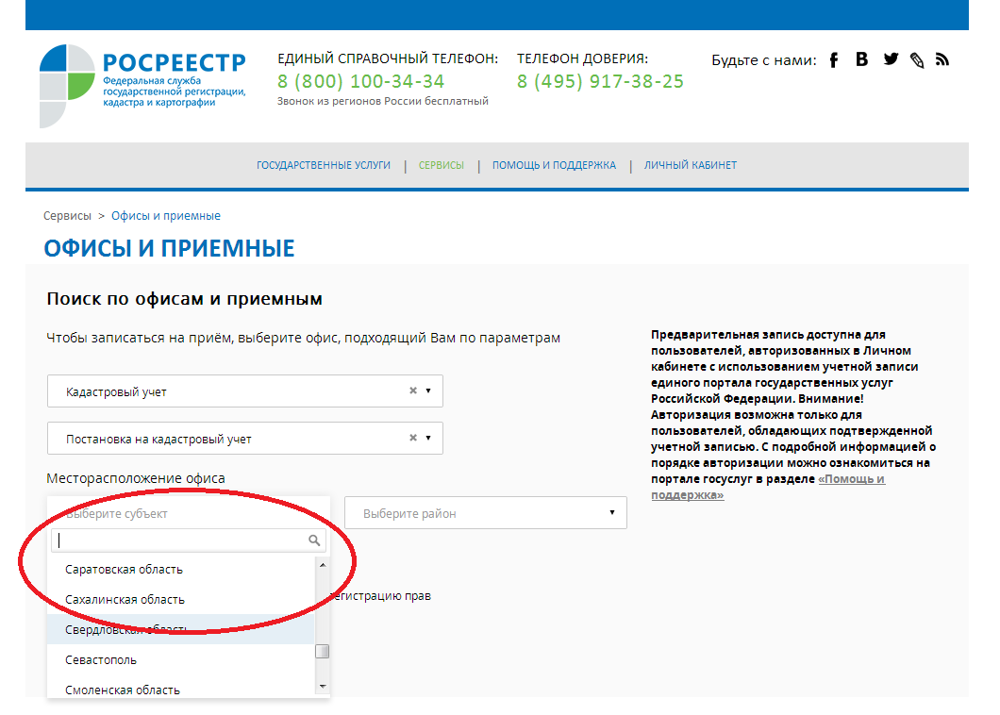 РОСРЕЕСТР
Федеральная служба
государственной регистрации,
кадастра и картографии
ЕДИНЫЙ СПРАВОЧНЫЙ ТЕЛЕФОН:
8 (800) 100-34-34
Звонок из регионов России бесплатный
ТЕЛЕФОН ДОВЕРИЯ:
8 (495) 917-38-25
Будьте с нами:
ГОСУДАРСТВЕННЫЕ УСЛУГИ | СЕРВИСЫ | ПОМОЩЬ И ПОДДЕРЖКА | ЛИЧНЫЙ КАБИНЕТ
Сервисы > Офисы и приемные
ОФИСЫ И ПРИЕМНЫЕ
Поиск по офисам и приемным
Чтобы записаться на приём, выберите офис, подходящий Вам по параметрам
Кадастровый учет
Постановка на кадастровый учет
Месторасположение офиса
Выберите субъект
Выберите район
Саратовская область
Сахалинская область
Свердловская область
Севастополь
Смоленская область
егистрацию прав
Предварительная запись доступна для
пользователей, авторизованных в Личном
кабинете с использованием учетной записи
единого портала государственных услуг
Российской Федерации. Внимание!
Авторизация возможна только для
пользователей, обладающих подтвержденной
учетной записью. С подробной информацией о
порядке авторизации можно ознакомиться на
портале госуслуг в разделе «Помощь и
поддержка»